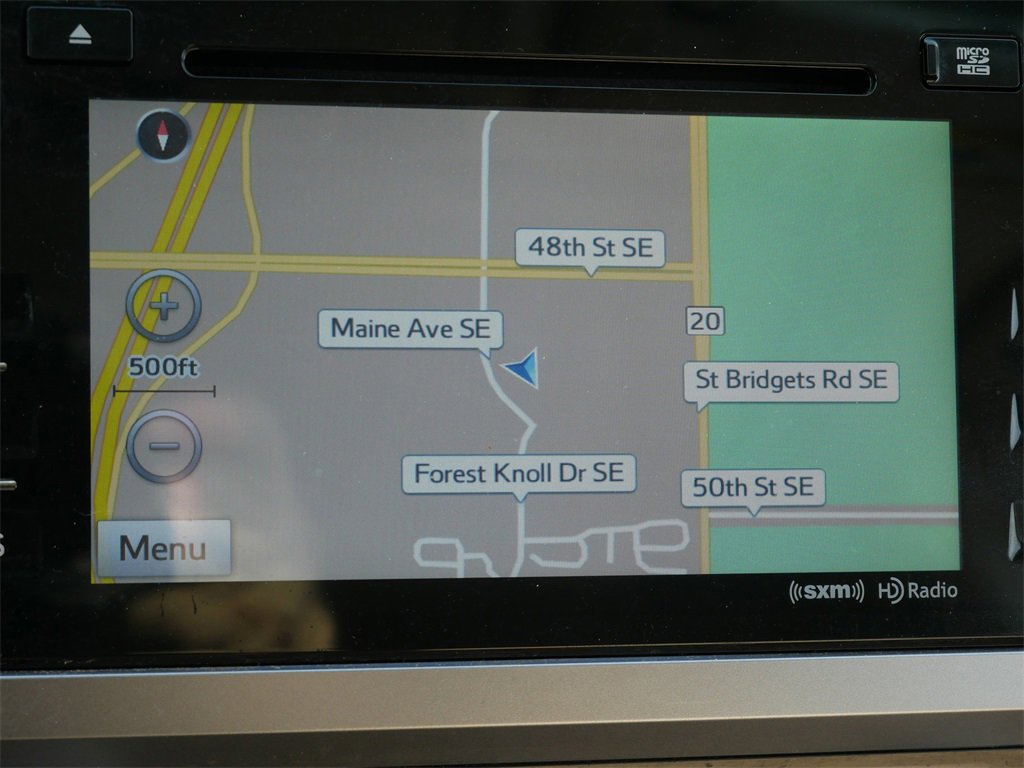 micro
SD
HC
48th St SE
20
Maine Ave SE
500ft
St Bridgets Rd SE
Forest Knoll Dr SE
50th St SE
Menu
S
((( sxm )))
HD Radio